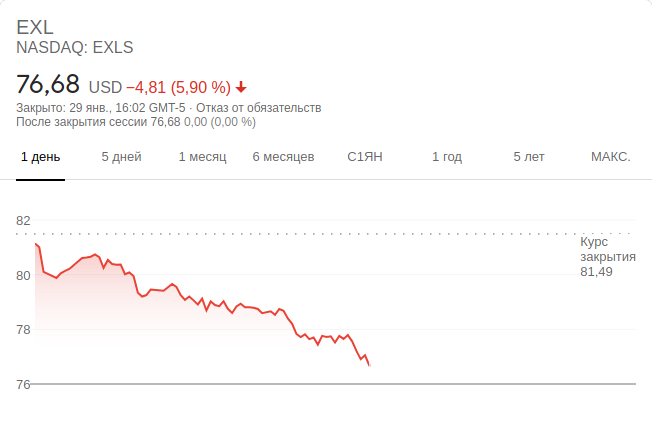 EXL
NASDAQ: EXLS
76,68 USD −4,81 (5,90 %)
Закрыто: 29 янв., 16:02 GMT-5 · Отказ от обязательств
После закрытия сессии 76,68 0,00 (0,00 %)
1 день 5 дней 1 месяц 6 месяцев С1ЯН 1 год 5 лет МАКС.
82
Курс
закрытия
81,49
80
78
76